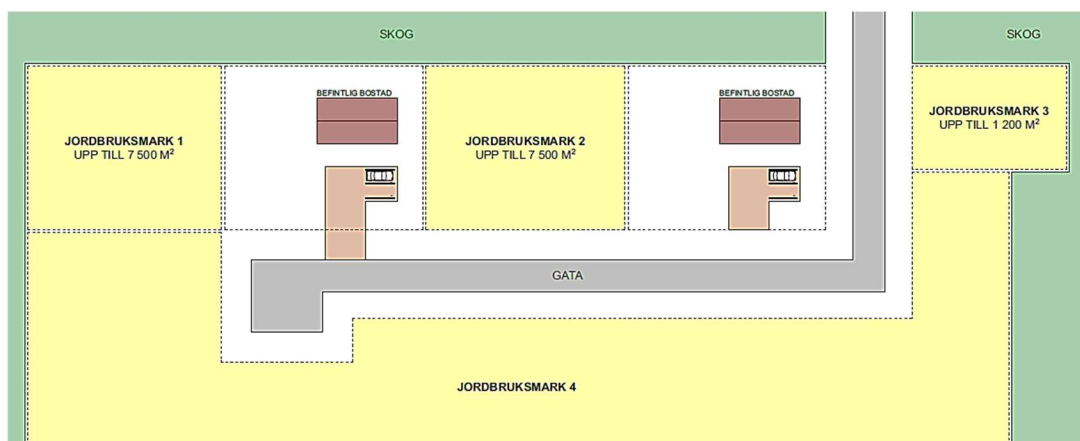 SKOG
SKOG
BEFINTLIG BOSTAD
BEFINTLIG BOSTAD
JORDBRUKSMARK 1
UPP TILL 7 500 M²
JORDBRUKSMARK 2
UPP TILL 7 500 M²
JORDBRUKSMARK 3
UPP TILL 1 200 M²
GATA
JORDBRUKSMARK 4